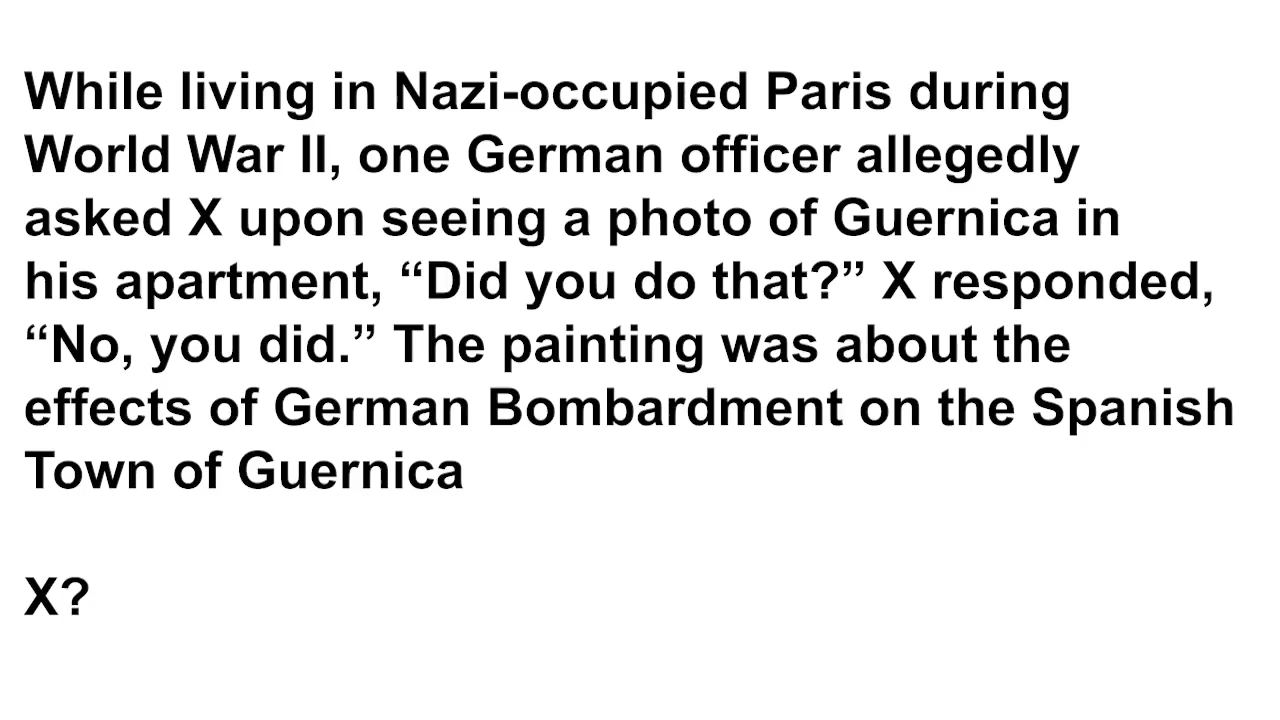 While living in Nazi-occupied Paris during
World War II, one German officer allegedly
asked X upon seeing a photo of Guernica in
his apartment, “Did you do that?” X responded,
“No, you did.” The painting was about the
effects of German Bombardment on the Spanish
Town of Guernica
X?